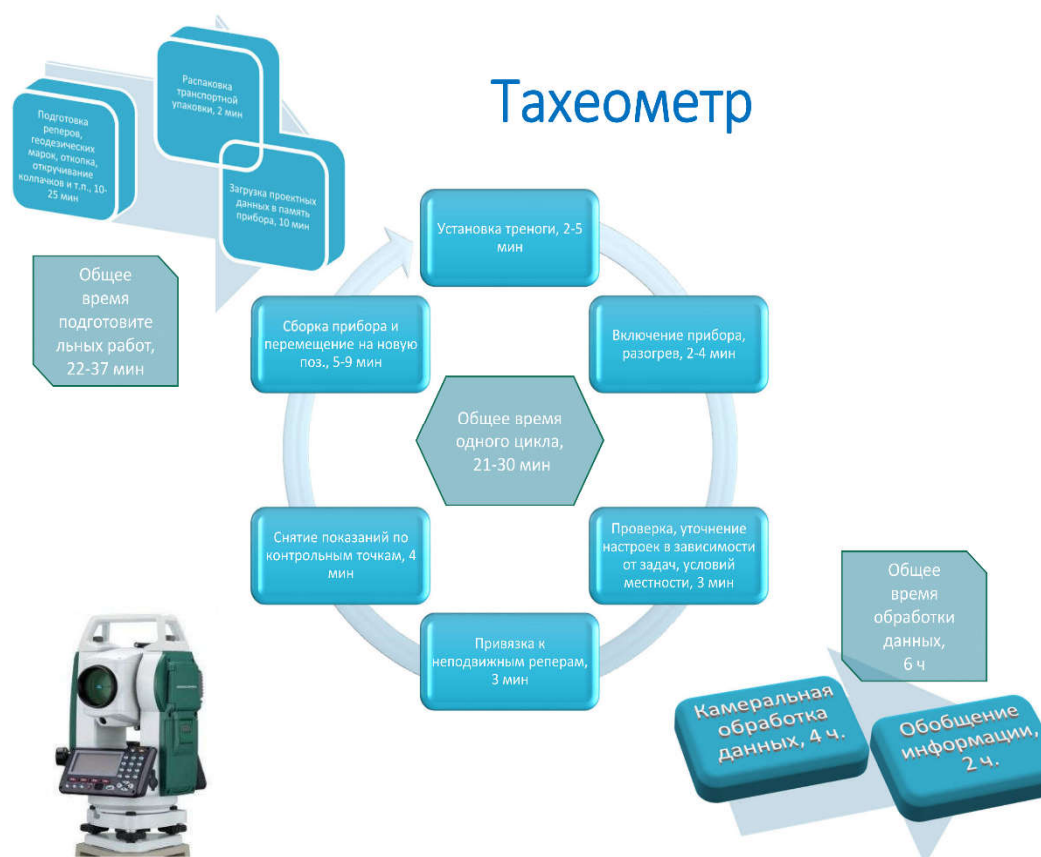 Тахеометр
Распаковка
транспортной
упаковки, 2 мин
Подготовка
реперов,
геодезических
марок, откопка,
откручивание
колпачков и т.п., 10-
25 мин
Загрузка проектных
данных в память
прибора, 10 мин
Общее
время
подготовите
льных работ,
22-37 мин
Установка треноги, 2-5
мин
Включение прибора,
разогрев, 2-4 мин
Проверка, уточнение
настроек в зависимости
от задач, условий
местности, 3 мин
Привязка к
неподвижным реперам,
3 мин
Снятие показаний по
контрольным точкам, 4
мин
Сборка прибора и
перемещение на новую
поз., 5-9 мин
Общее время
одного цикла,
21-30 мин
Общее
время
обработки
данных,
6 ч
Камеральная
обработка
данных, 4 ч.
Обобщение
информации,
2 ч.